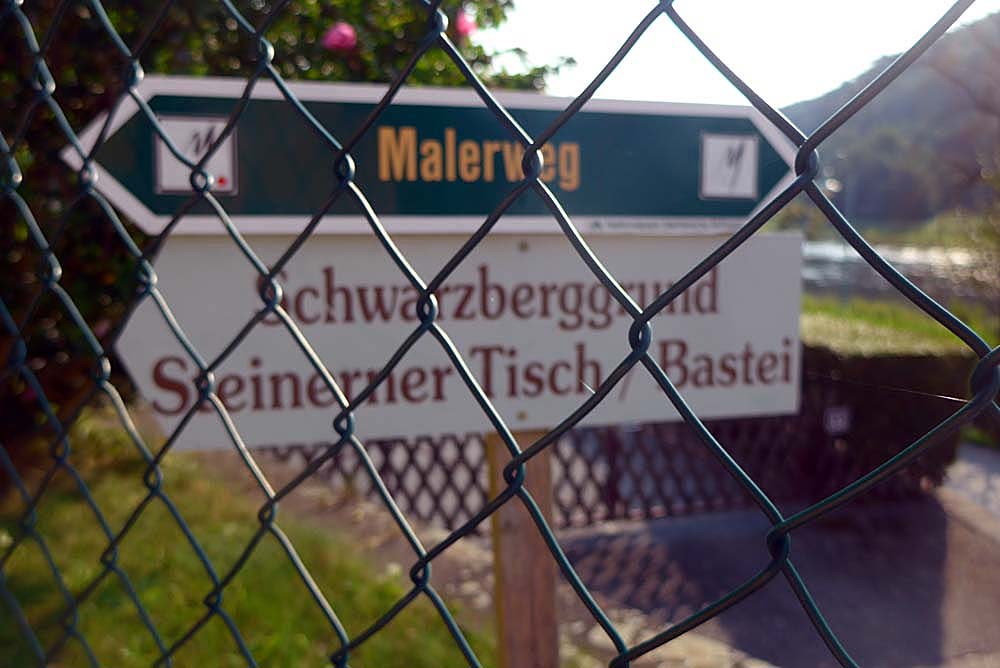 Malerweg
Schwarzberggrund
Steinerner Tisch / Bastei